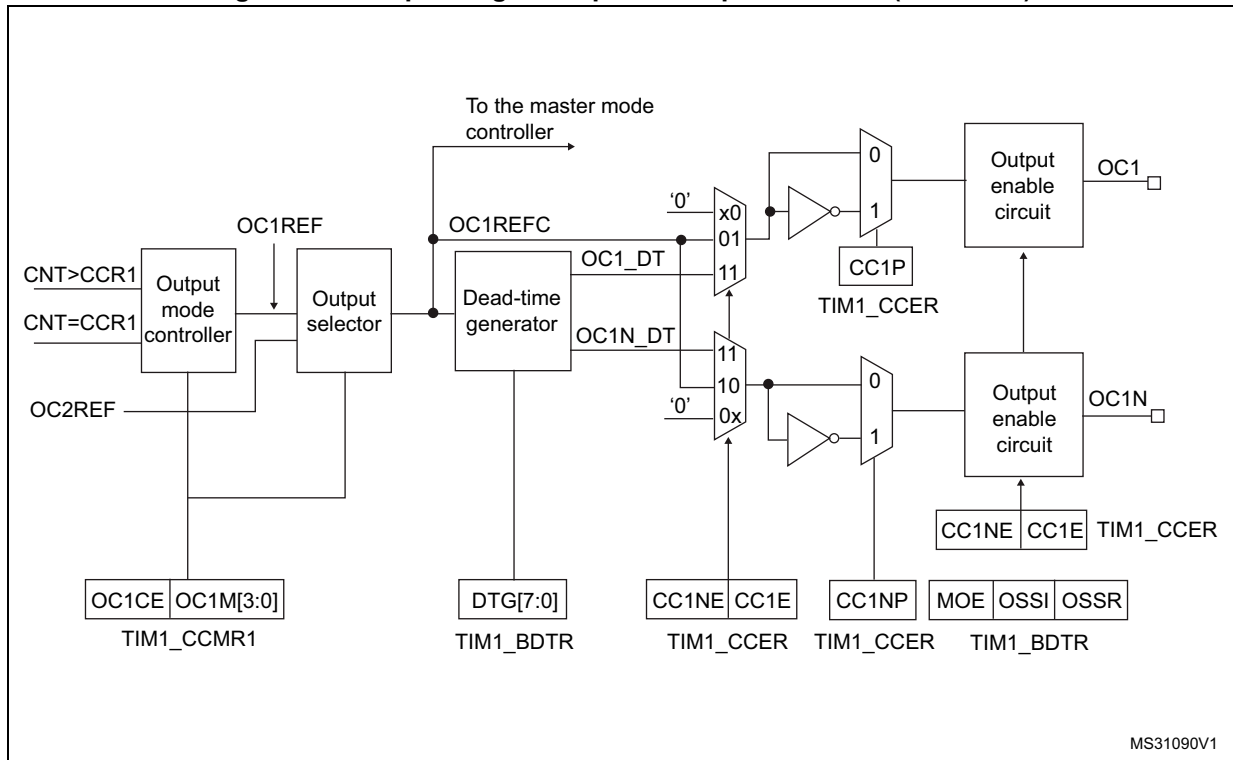 To the master mode
controller
'0'
x0
01
11
OC1REF
OC1REFC
OC1_DT
CNT>CCR1
CNT=CCR1
Output
mode
controller
Output
selector
Dead-time
generator
OC1N_DT
11
10
0x
'0'
OC2REF
0
1
CC1P
TIM1_CCER
Output
enable
circuit
OC1
0
1
Output
enable
circuit
OC1N
CC1NE CC1E TIM1_CCER
OC1CE OC1M[3:0]
TIM1_CCMR1
DTG[7:0]
TIM1_BDTR
CC1NE CC1E
TIM1_CCER
CC1NP
TIM1_CCER
MOE OSSI OSSR
TIM1_BDTR
MS31090V1